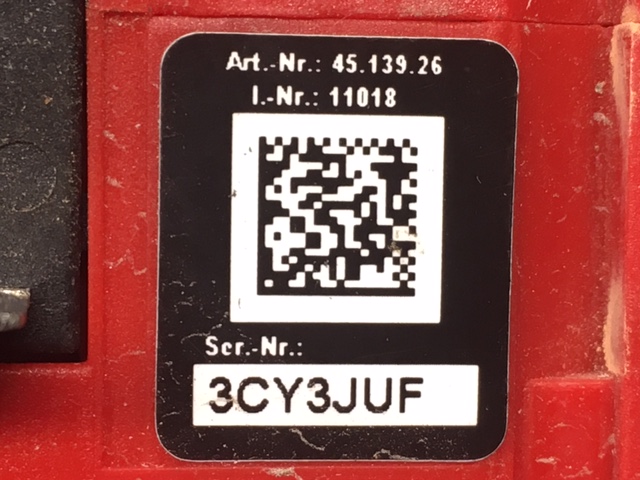 Art.-Nr.: 45.139.26
I.-Nr.: 11018
Ser.-Nr.:
3CY3JUF